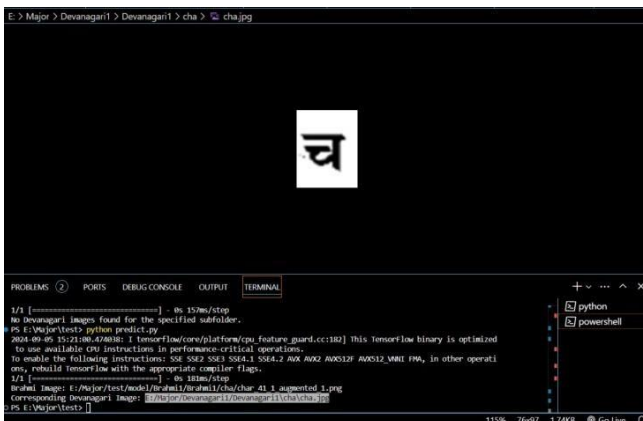 E: > Major > Devanagari1 > Devanagari1 > cha > cha.jpg
च
PROBLEMS 2 PORTS DEBUG CONSOLE OUTPUT TERMINAL
1/1 [==============================] - 0s 157ms/step
No Devanagari images found for the specified subfolder.
PS E:\Major\test> python predict.py
2024-09-05 15:21:00.474038: I tensorflow/core/platform/cpu_feature_guard.cc:182] This TensorFlow binary is optimized
to use available CPU instructions in performance-critical operations.
To enable the following instructions: SSE SSE2 SSE3 SSE4.1 SSE4.2 AVX AVX2 AVX512F AVX512_VNNI FMA, in other operati
ons, rebuild TensorFlow with the appropriate compiler flags.
1/1 [==============================] - 0s 181ms/step
Brahmi Image: E:/Major/test/model/Brahmi1/Brahmi1/cha/char_41_1_augmented_1.png
Corresponding Devanagari Image: E:/Major/Devanagari1/Devanagari1\cha\cha.jpg
PS E:\Major\test>
python
powershell
115% 76x97 1.74KB Go Live